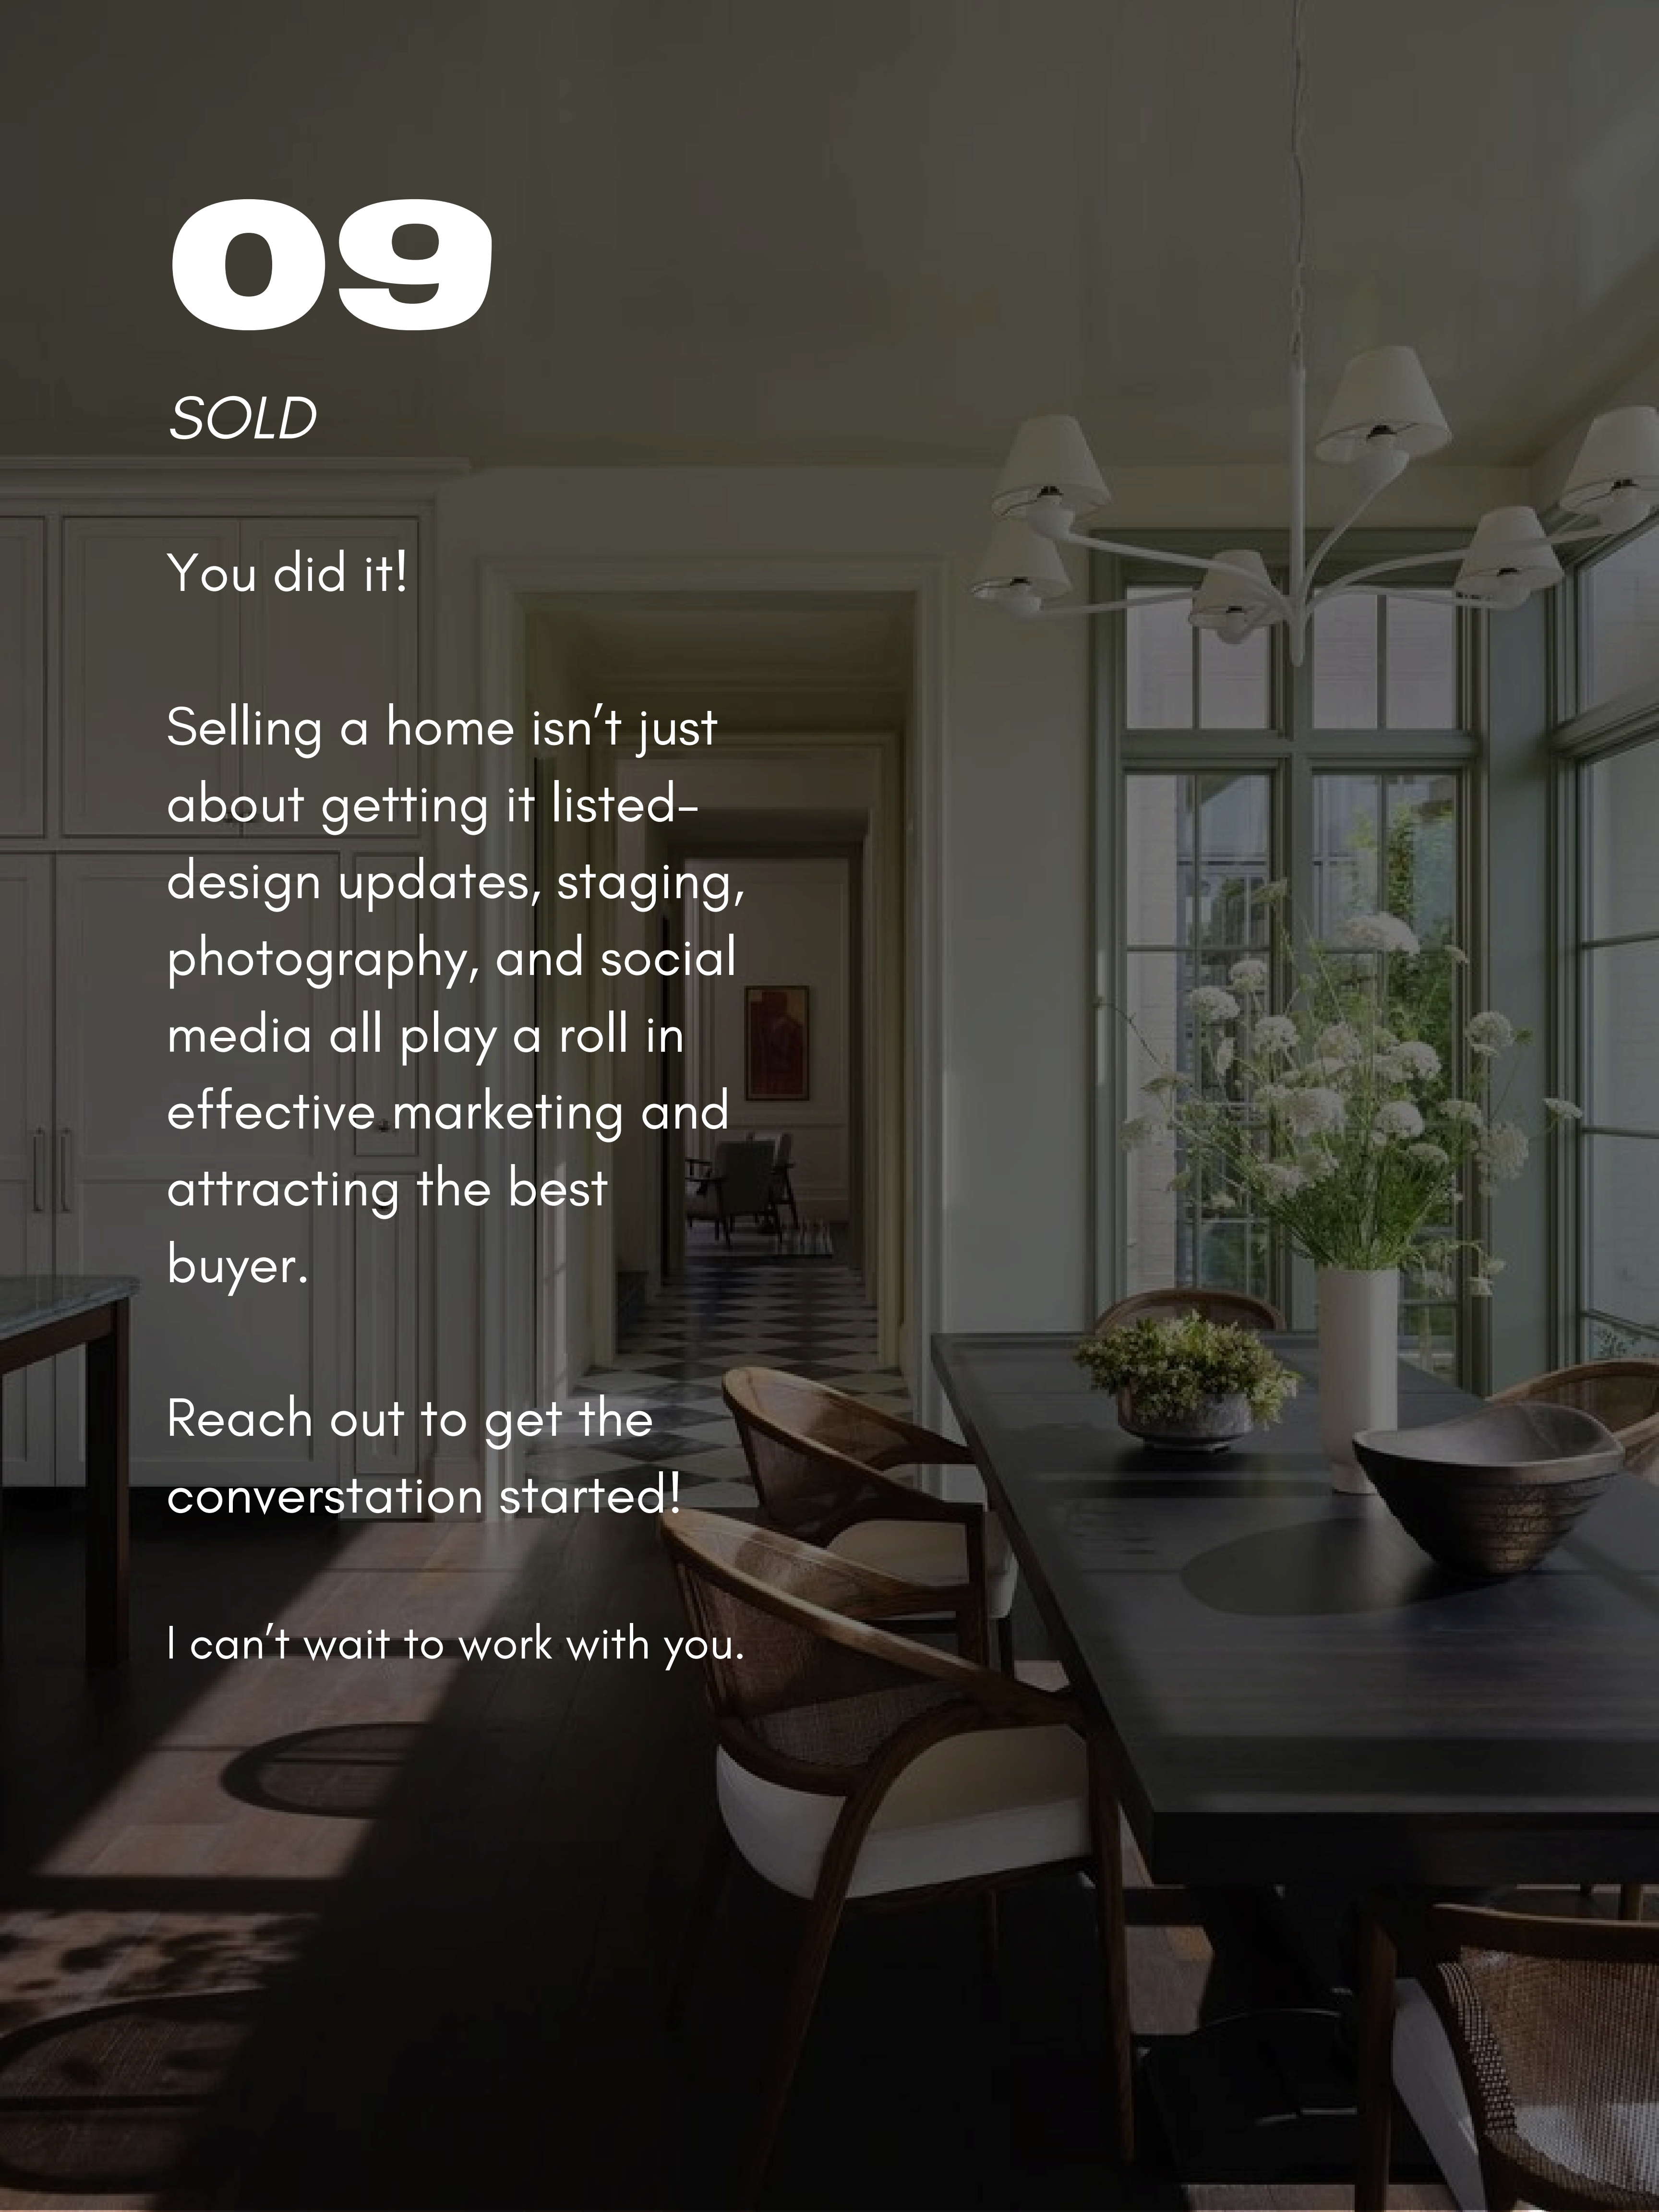 09
SOLD
You did it!
Selling a home isn't just
about getting it listed-
design updates, staging,
photography, and social
media all play a roll in
effective marketing and
attracting the best
buyer.
Reach out to get the
converstation started!
I can't wait to work with you.